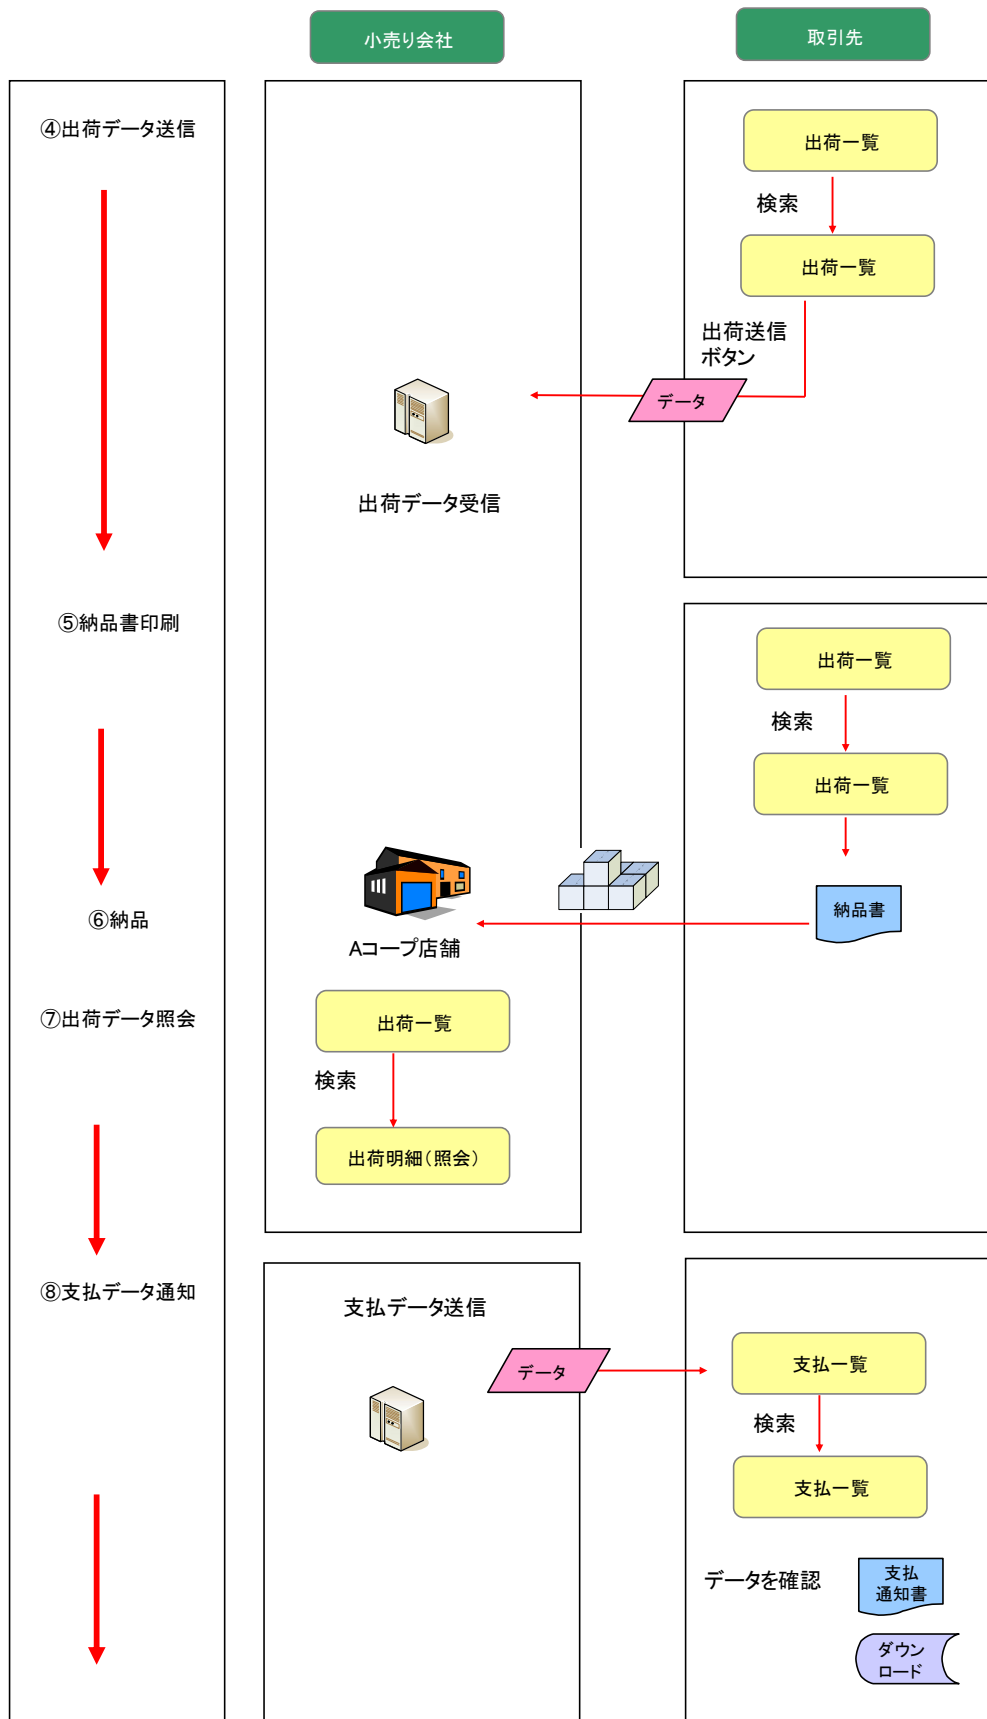 小売り会社
取引先
④出荷データ送信
出荷一覧
検索
出荷一覧
出荷送信
ボタン
データ
出荷データ受信
⑤納品書印刷
出荷一覧
検索
出荷一覧
⑥納品
Aコープ店舗
納品書
⑦出荷データ照会
出荷一覧
検索
出荷明細(照会)
⑧支払データ通知
支払データ送信
データ
支払一覧
検索
支払一覧
データを確認
支払
通知書
ダウン
ロード